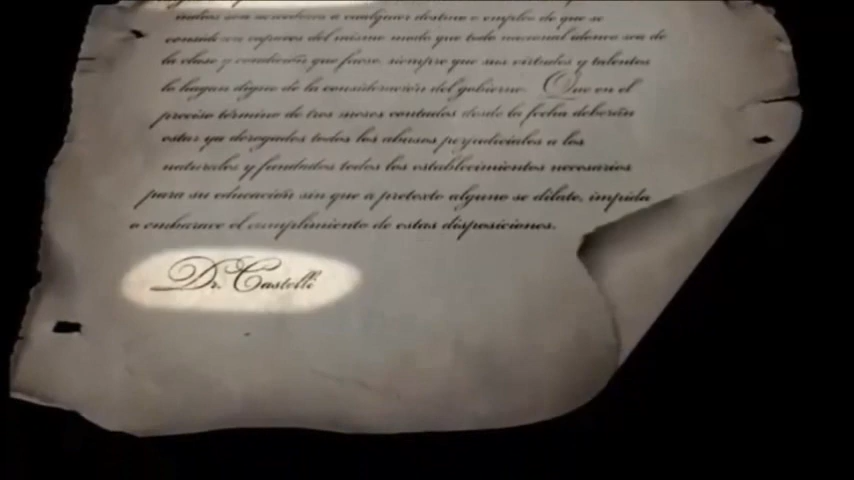 indias son acreedores a cualquier destino o empleo de que se
consideren capaces del mismo modo que todo nacional idoneo sea de
la clase y condición que fuese, siempre que sus virtudes y talentos
lo hagan digno de la consideración del gobierno. Que en el
preciso término de tres meses contados desde la fecha deberán
estar ya derogados todos los abusos perjudiciales a los
naturales y fundados todos los establecimientos necesarios
para su educación sin que a pretexto alguno se dilate, impida
o embarace el cumplimiento de estas disposiciones.
Dr. Castelli